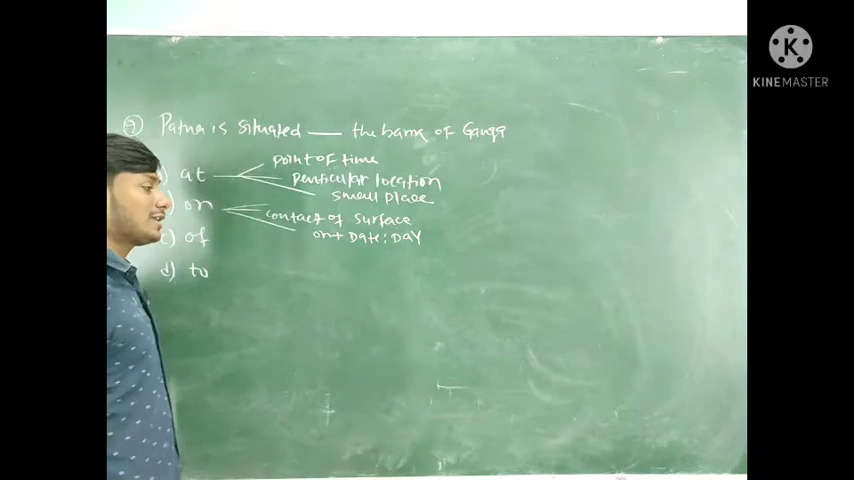 9 Patna is situated — the bank of Ganga
a) at
point of time
particular location
small place
on
contact of surface
on + Date : DAY
c) of
d) to
K
KINEMASTER